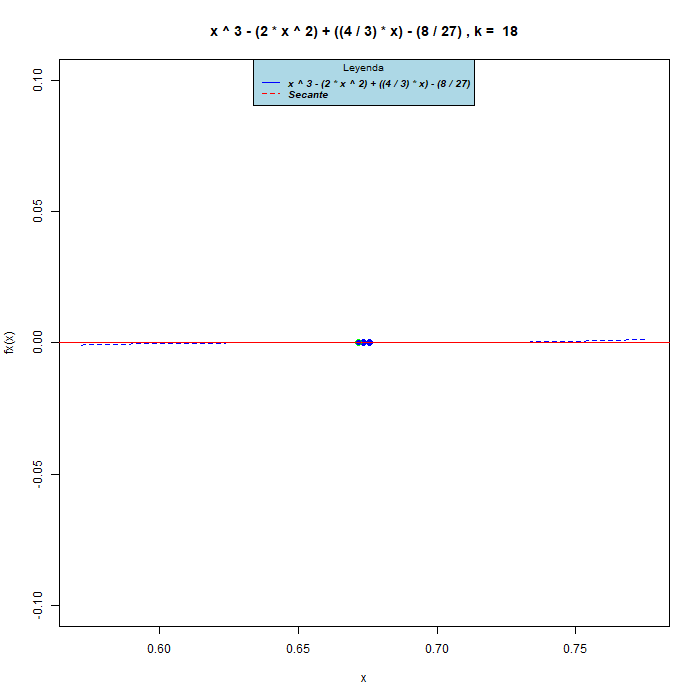 x ^ 3 - (2 * x ^ 2) + ((4 / 3) * x) - (8 / 27) , k = 18
Leyenda
x ^ 3 - (2 * x ^ 2) + ((4 / 3) * x) - (8 / 27)
Secante
0.10
0.05
0.00
-0.05
-0.10
fx(x)
0.60
0.65
0.70
0.75
x